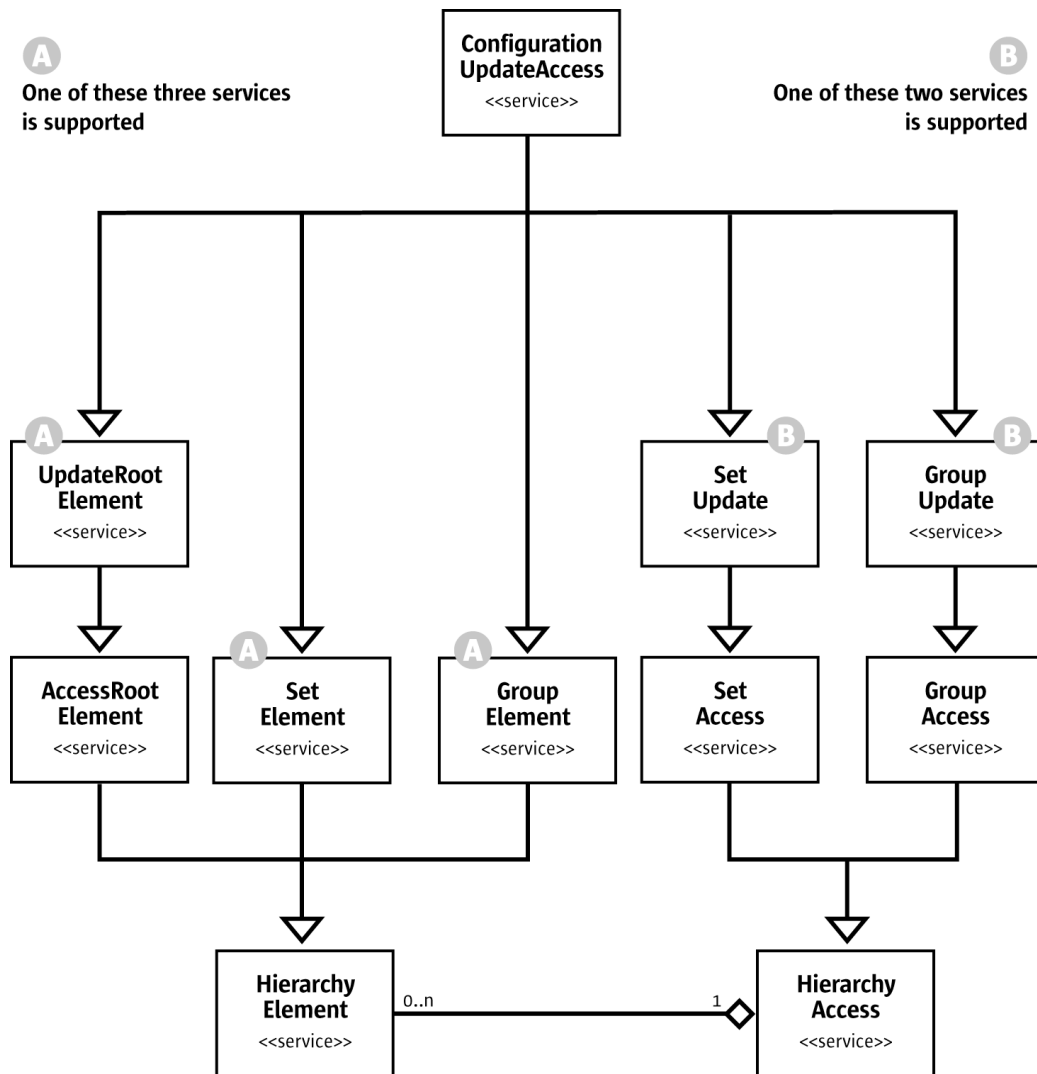 A
One of these three services
is supported
Configuration
UpdateAccess
<<service>>
B
One of these two services
is supported
A
UpdateRoot
Element
<<service>>
B
Set
Update
<<service>>
B
Group
Update
<<service>>
AccessRoot
Element
<<service>>
A
Set
Element
<<service>>
A
Group
Element
<<service>>
Set
Access
<<service>>
Group
Access
<<service>>
Hierarchy
Element
<<service>>
0..n
1
Hierarchy
Access
<<service>>